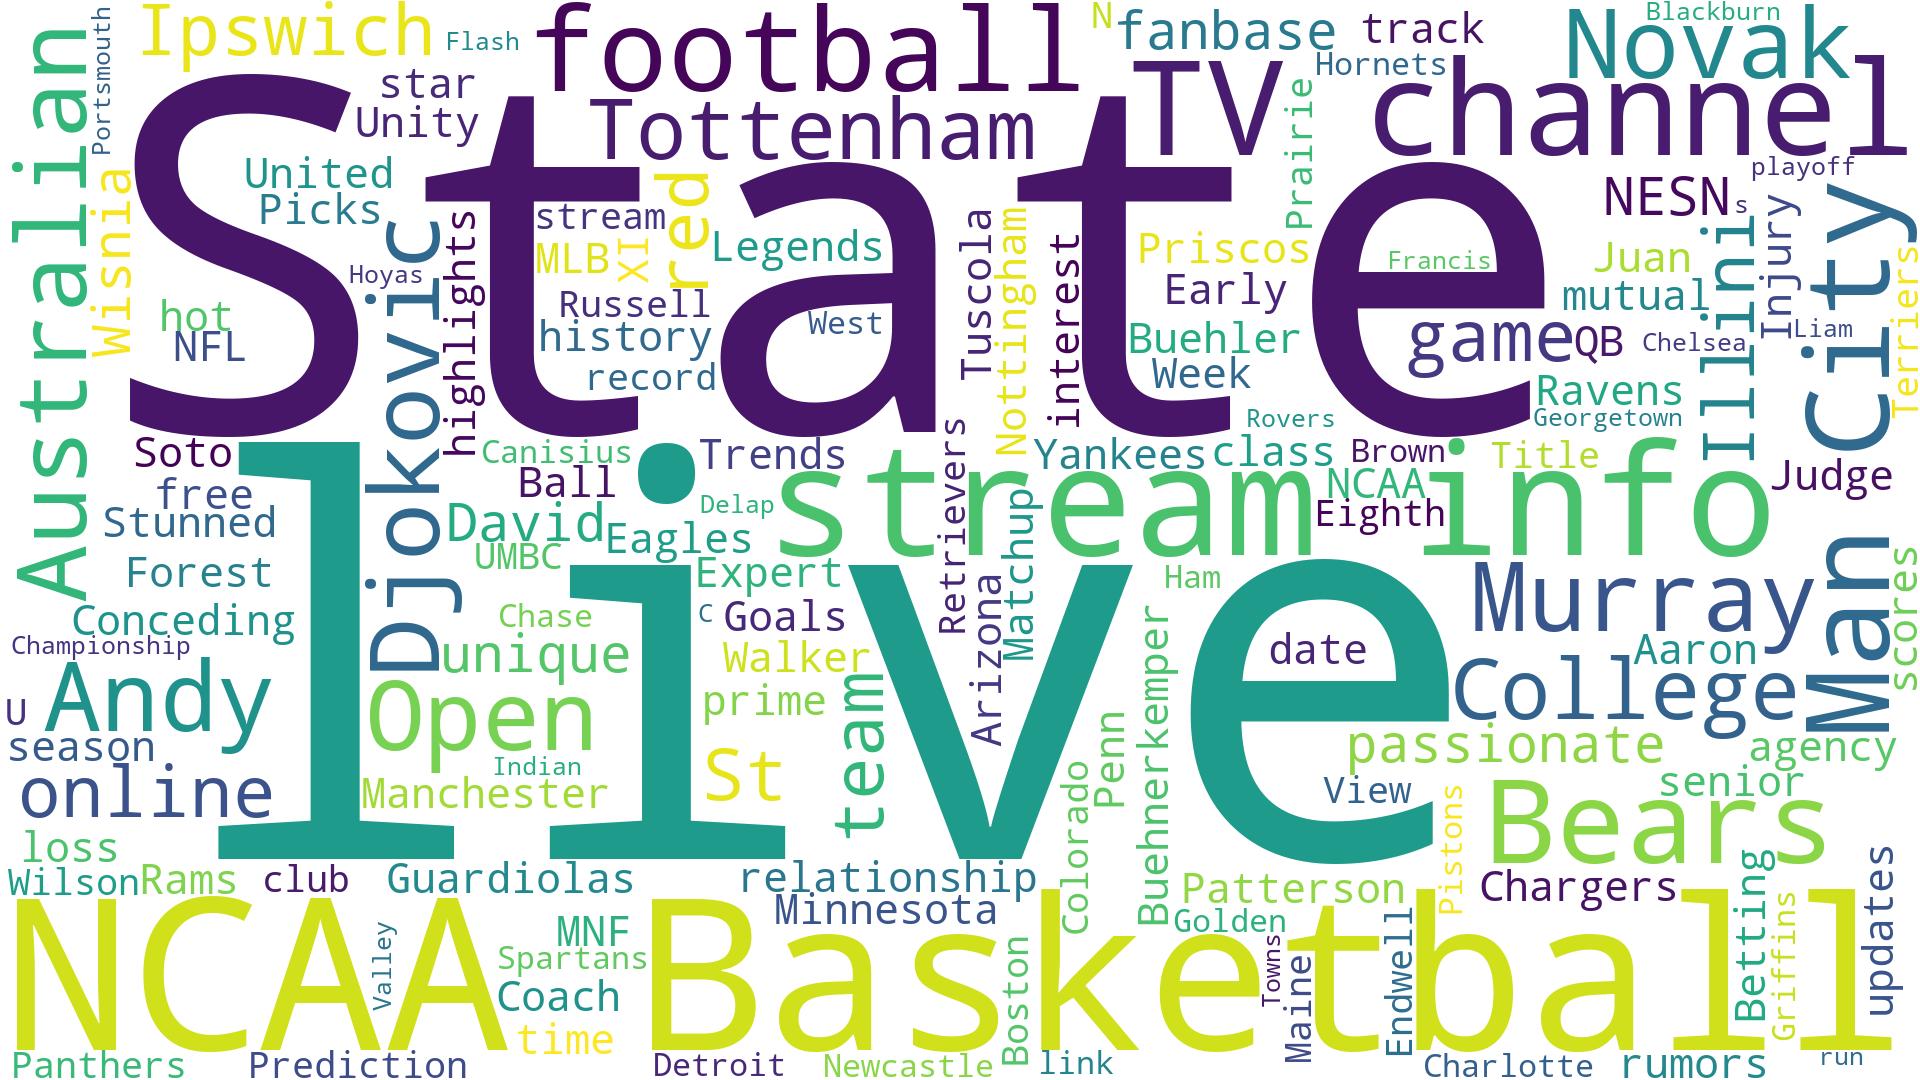 Australian
Portsmouth
Ipswich
Flash
football
N
fanbase
track
Blackburn
Novak
star
Unity
Tottenham
TV
Hornets
channel
Prairie
State
Wisnia
United
Picks
red
stream
MLB
XI
Legends
Tuscola
Nottingham
interest
Priscos
Early
Francis
NESN
s
playoff
Injury
City
Juan
mutual
Illini
Terriers
Hoyas
Djokovic
highlights
hot
NFL
Russell
history
record
West
Buehler
Week
game
QB
Chelsea
Liam
Ravens
Georgetown
Rovers
Soto
free
Stunned
Forest
Conceding
Championship
Canisius
Ball
David
UMBC
Eagles
Trends
Delap
Expert
Retrievers
Matchup
Yankees
class
Brown
NCAA
Eighth
Title
Judge
stream info
live
Chase
unique
C
Goals
Walker
prime
Arizona
Ham
date
Murray
Aaron
College
Man
scores
Andy
U
season
online
Open
Indian
Manchester
St
team
Colorado
Penn
Buehnerkemper
passionate
View
agency
senior
Pistons
Bears
loss
Wilson
Rams
club
Guardiolas
relationship
Minnesota
Patterson
Golden
Chargers
Betting
Griffins
updates
NCAA Basketball
Valley
MNF
Spartans
Coach
time
Boston
Towns
Maine
Endwell
Panthers
Prediction
Detroit
Newcastle
link
Charlotte
rumors
run